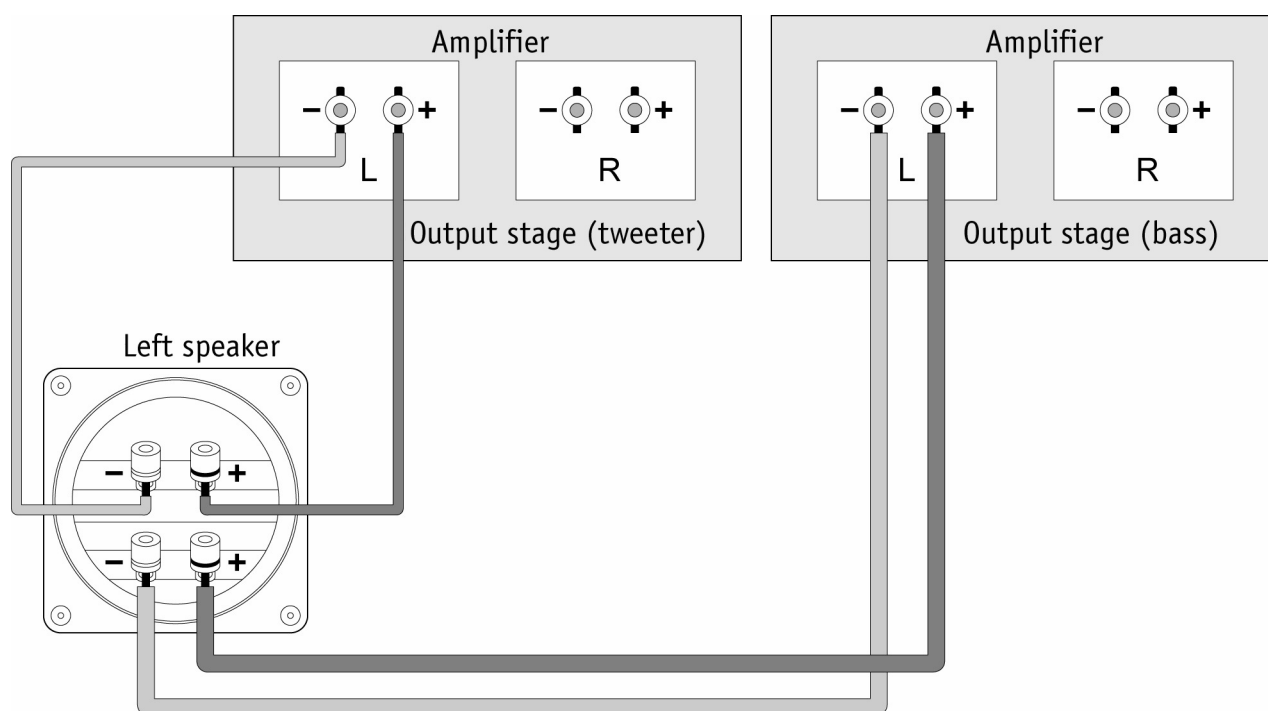 Amplifier
− + − +
L R
Output stage (tweeter)
Amplifier
− + − +
L R
Output stage (bass)
Left speaker
− +
− +